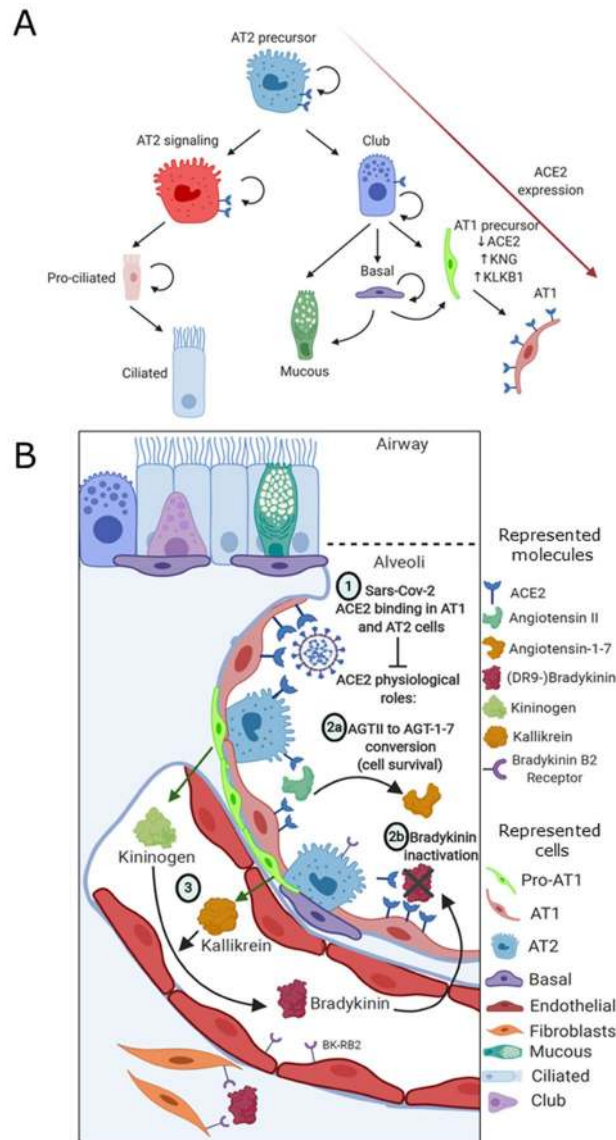 A
AT2 precursor
AT2 signaling
Club
ACE2
expression
AT1 precursor
↓ACE2
↑KNG
↑KLKB1
Pro-ciliated
Basal
AT1
Ciliated
Mucous
B
Airway
Alveoli
1
Sars-Cov-2
ACE2 binding in AT1
and AT2 cells
ACE2 physiological
roles:
2a AGTII to AGT-1-7
conversion
(cell survival)
2b Bradykinin
inactivation
Kininogen
3
Kallikrein
Bradykinin
BK-RB2
Represented
molecules
ACE2
Angiotensin II
Angiotensin-1-7
(DR9-)Bradykinin
Kininogen
Kallikrein
Bradykinin B2
Receptor
Represented
cells
Pro-AT1
AT1
AT2
Basal
Endothelial
Fibroblasts
Mucous
Ciliated
Club